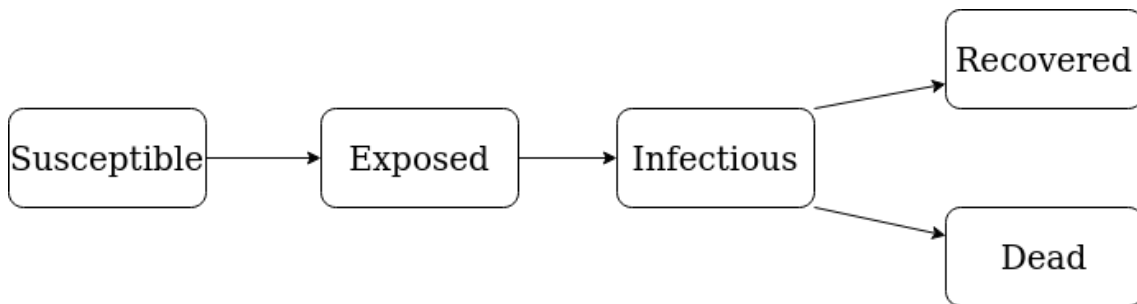 Susceptible
Exposed
Infectious
Recovered
Dead